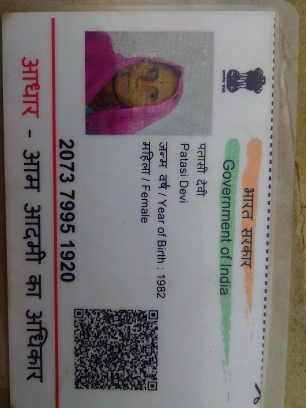 भारत सरकार
Government of India
पतासी देवी
Patasi Devi
जन्म वर्ष / Year of Birth : 1982
महिला / Female
2073 7995 1920
आधार - आम आदमी का अधिकार